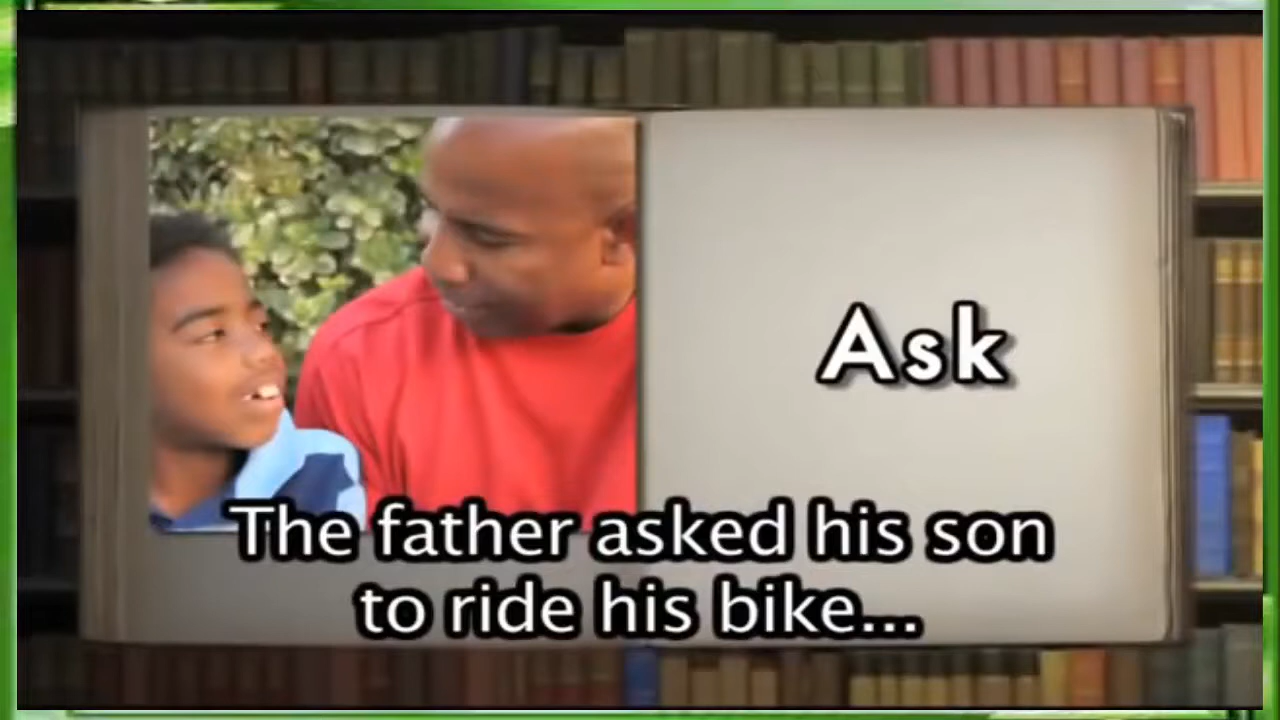 Ask
The father asked his son
to ride his bike...